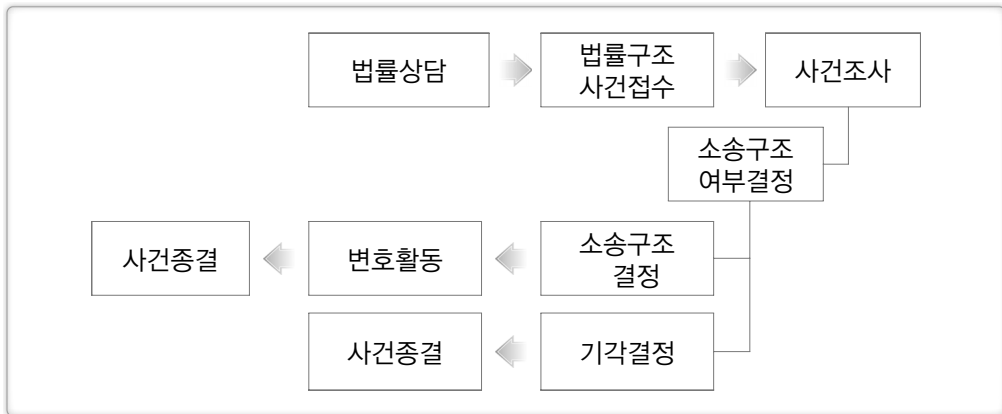 법률상담
법률구조
사건접수
사건조사
소송구조
여부결정
사건종결
변호활동
소송구조
결정
사건종결
기각결정